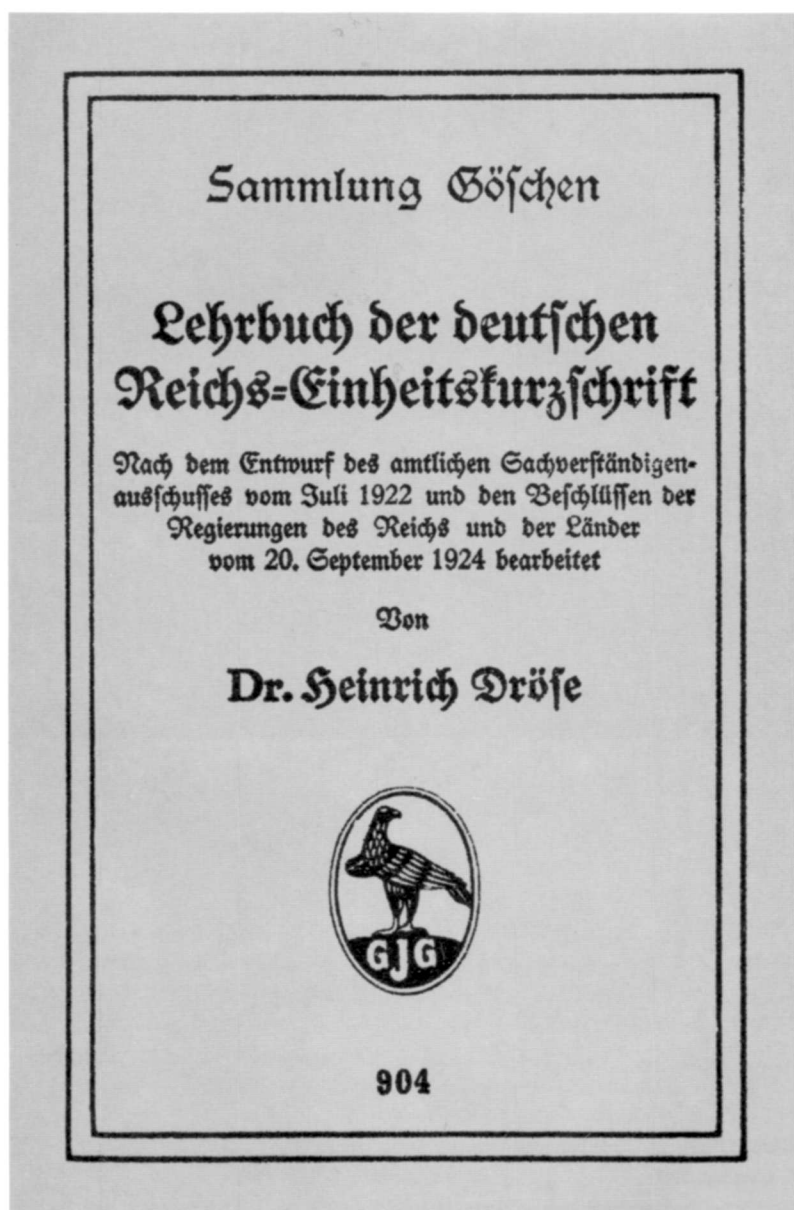 Sammlung Göschen
Lehrbuch der deutschen
Reichs-Einheitskurzschrift
Nach dem Entwurf des amtlichen Sachverständigen-
ausschusses vom Juli 1922 und den Beschlüssen der
Regierungen des Reichs und der Länder
vom 20. September 1924 bearbeitet
Von
Dr. Heinrich Dröse
GJG
904